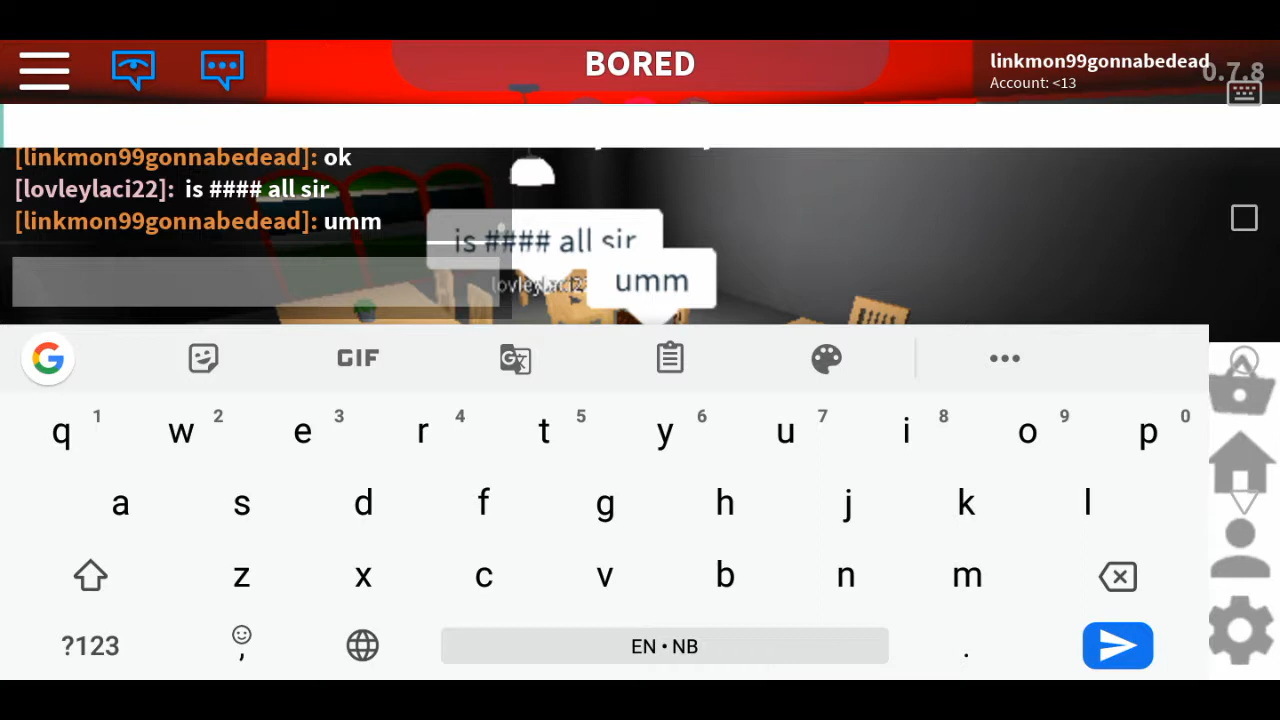 BORED
linkmon99gonnabedead
Account: <13
0.7.8
[linkmon99gonnabedead]: ok
[lovleylaci22]: is #### all sir
[linkmon99gonnabedead]: umm
is #### all sir
umm
GIF
q 1 w 2 e 3 r 4 t 5 y 6 u 7 i 8 o 9 p 0
a s d f g h j k l
z x c v b n m
?123 , EN • NB .